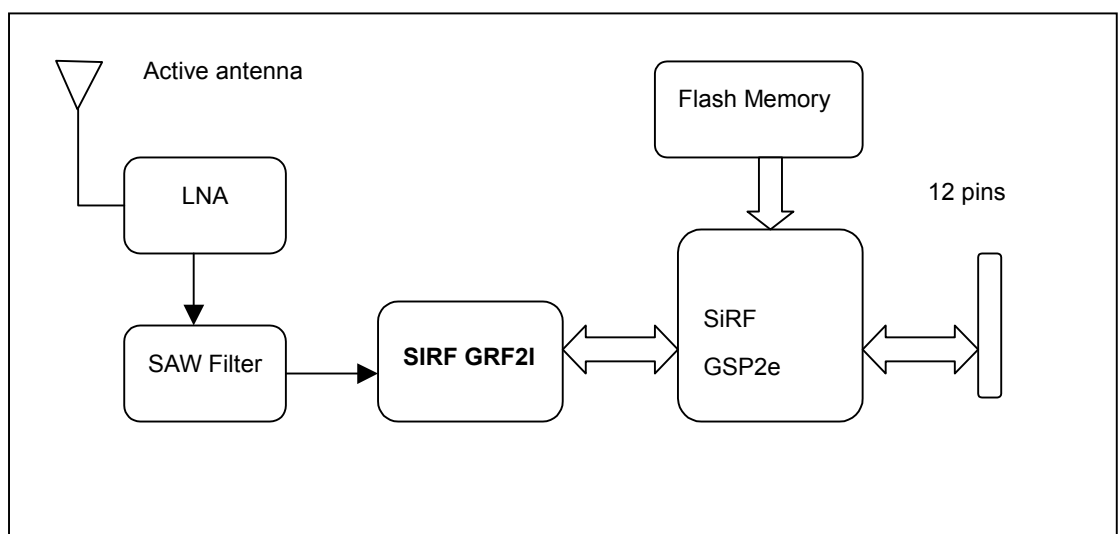 Active antenna
Flash Memory
LNA
12 pins
SiRF
GSP2e
SAW Filter
SIRF GRF2I